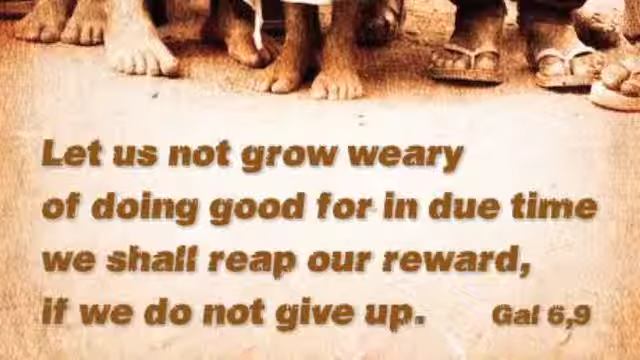 Let us not grow weary
of doing good for in due time
we shall reap our reward,
if we do not give up. Gal 6,9